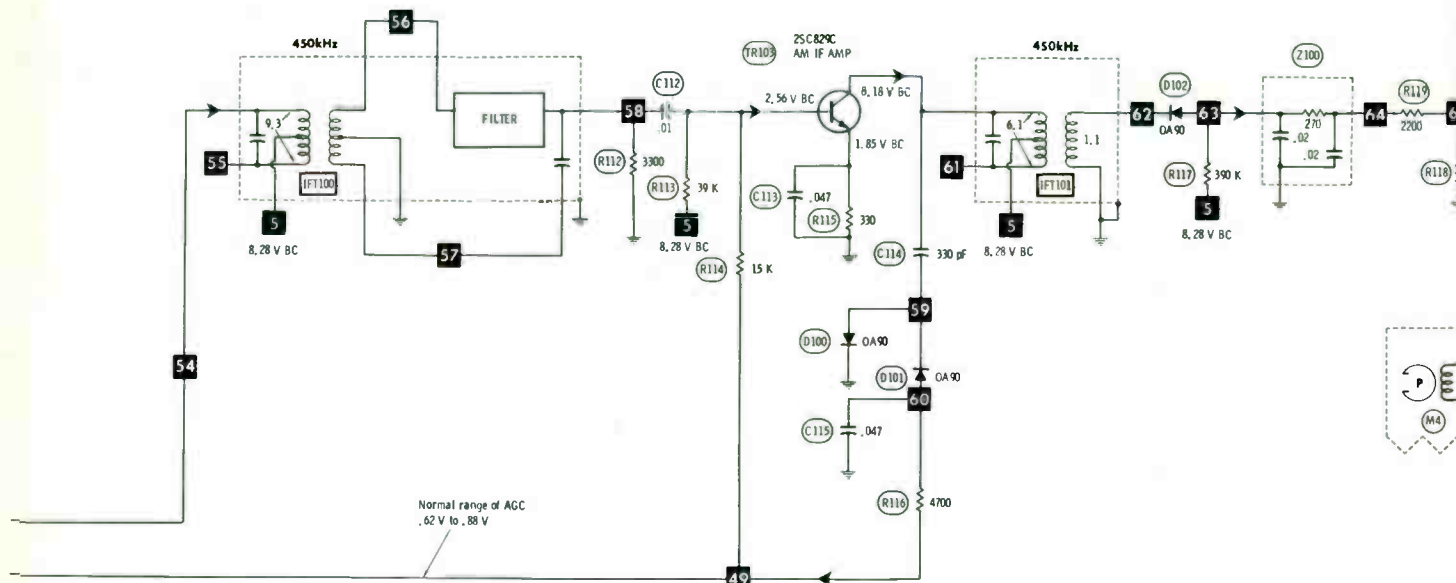 56
450kHz
9.3
55
IFT100
5
8.28 V BC
FILTER
57
54
58
C112
.01
R112
3300
R113
39 K
5
8.28 V BC
R114
15 K
TR103
2SC829C
AM IF AMP
2.56 V BC
8.18 V BC
1.85 V BC
C113
.047
R115
330
C114
330 pF
59
D100
OA90
D101
OA90
60
C115
.047
R116
4700
49
450kHz
6.1
1.1
61
IFT101
5
8.28 V BC
62
D102
OA90
63
R117
390 K
5
8.28 V BC
Z100
270
.02
.02
64
R119
2200
R118
P
M4
Normal range of AGC
.62 V to .88 V